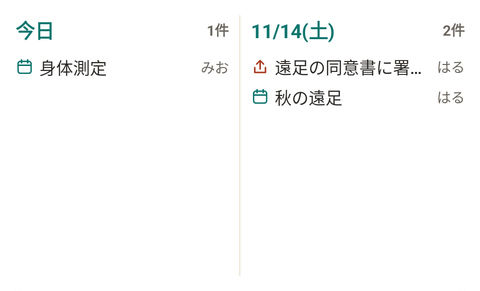 今日 1件
身体測定 みお
11/14(土) 2件
遠足の同意書に署... はる
秋の遠足 はる